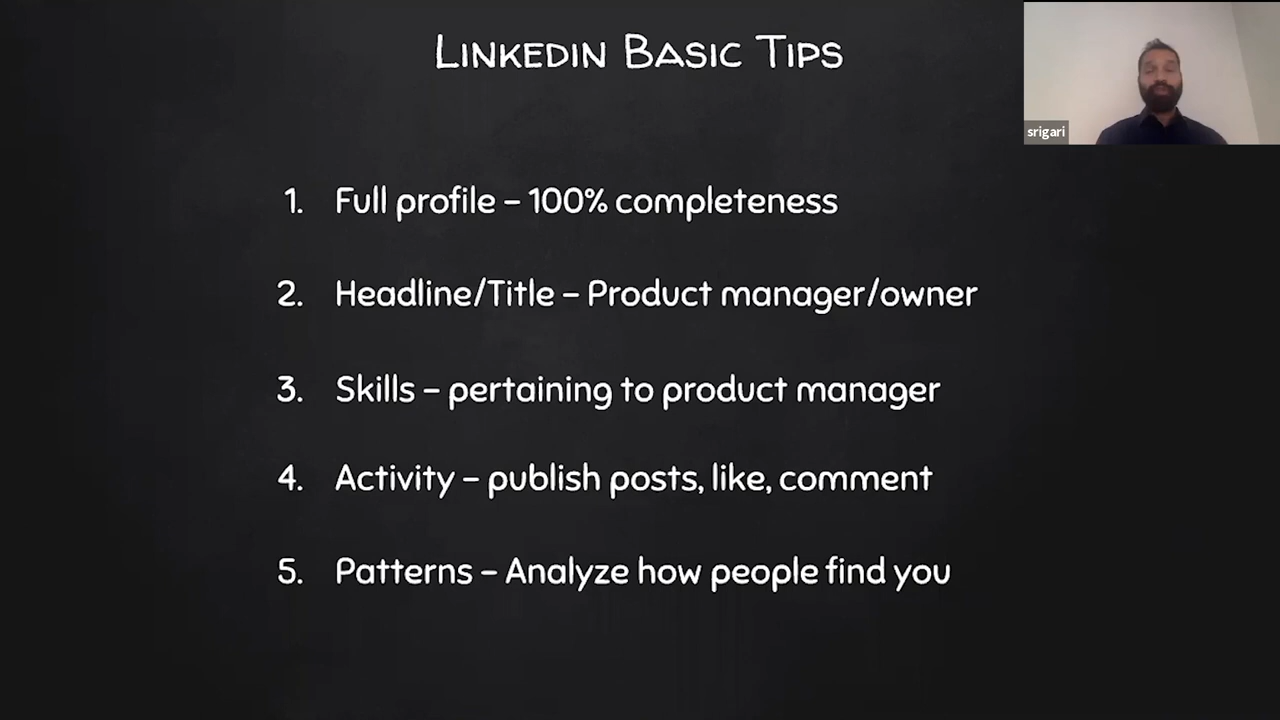 LINKEDIN BASIC TIPS
srigari
1. Full profile – 100% completeness
2. Headline/Title – Product manager/owner
3. Skills – pertaining to product manager
4. Activity – publish posts, like, comment
5. Patterns – Analyze how people find you